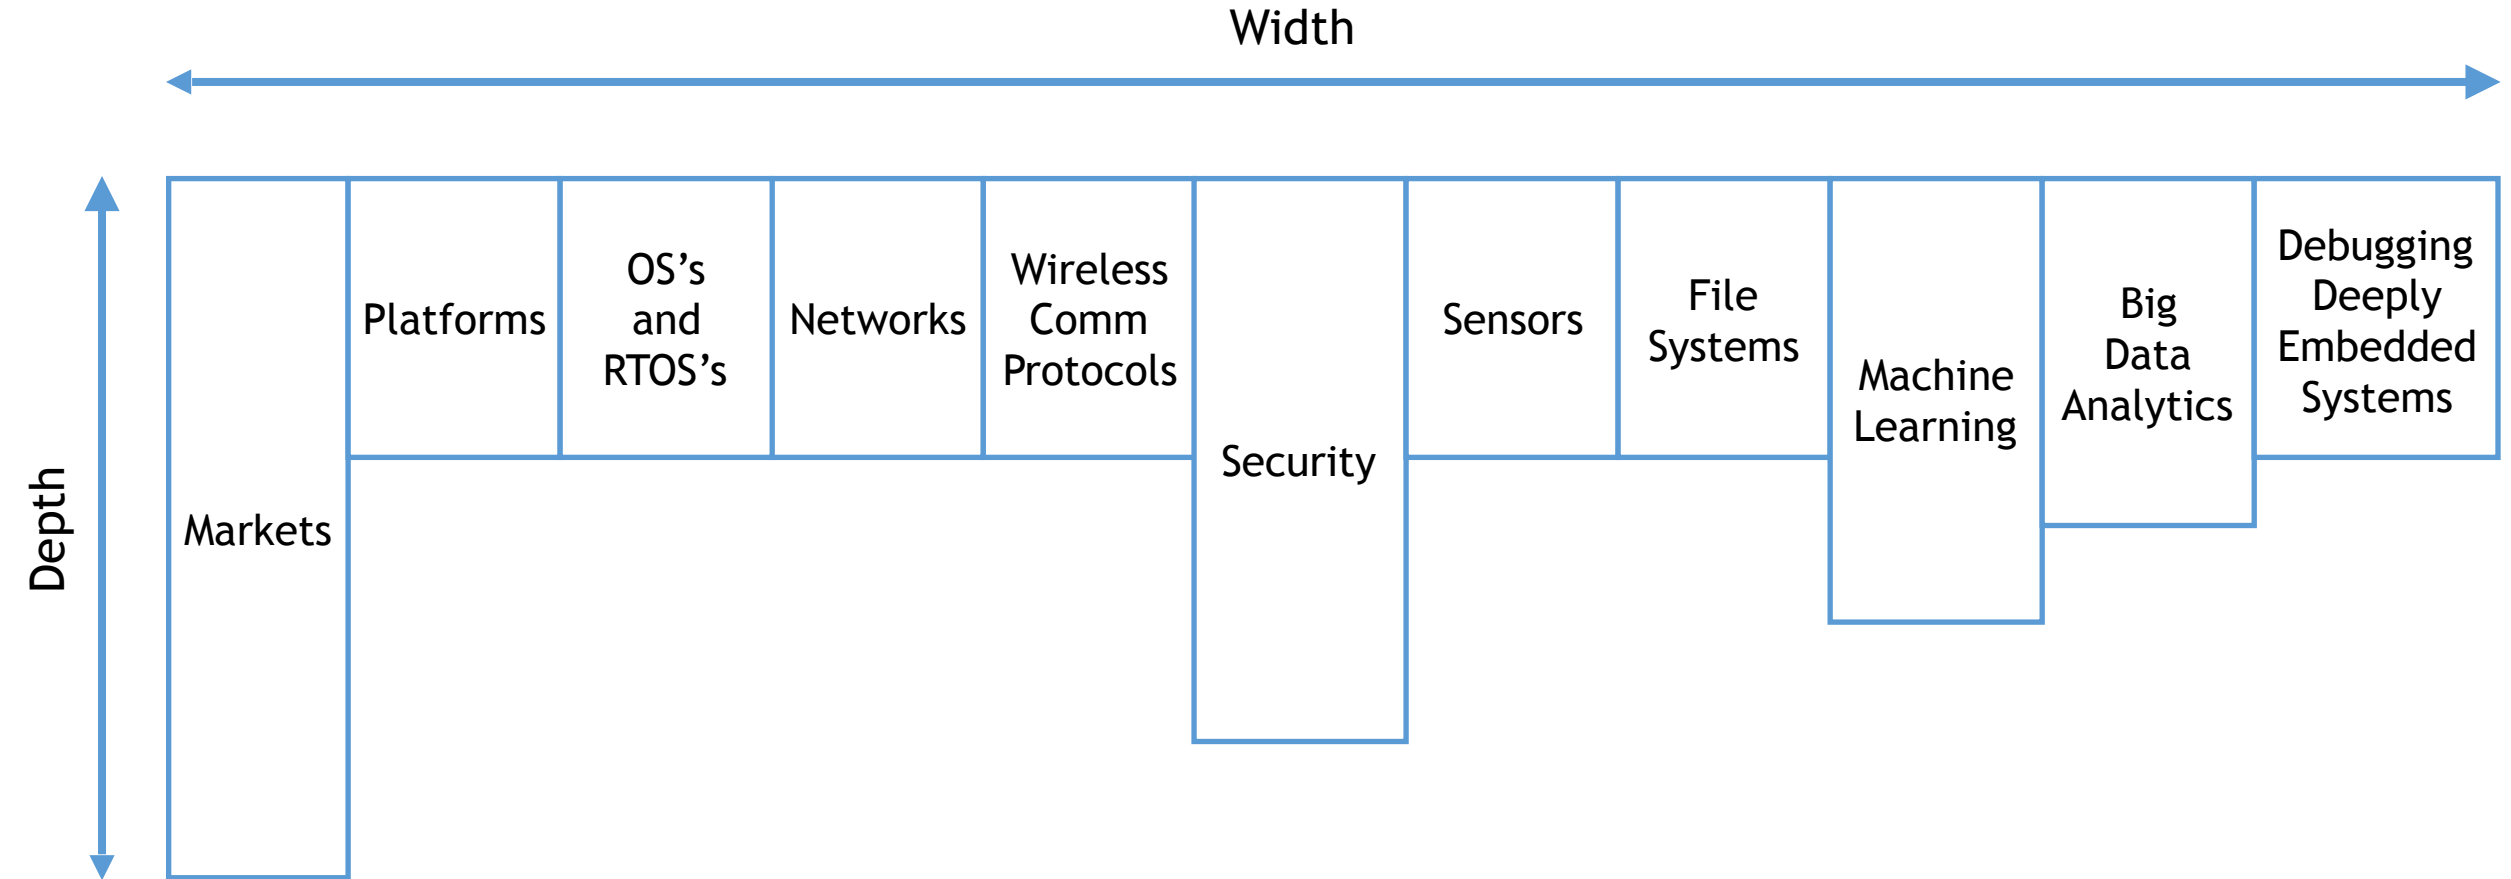 Width
Depth
Markets
Platforms
OS’s
and
RTOS’s
Networks
Wireless
Comm
Protocols
Security
Sensors
File
Systems
Machine
Learning
Big
Data
Analytics
Debugging
Deeply
Embedded
Systems